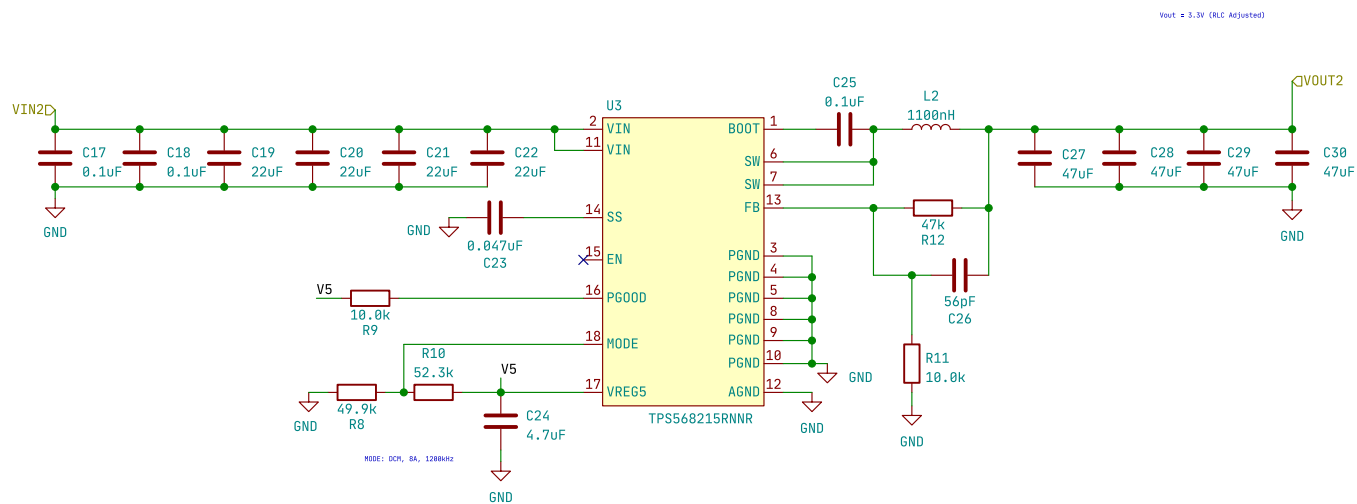 Vout = 3.3V (RLC Adjusted)
VIN2
VOUT2
C17
0.1uF
C18
0.1uF
C19
22uF
C20
22uF
C21
22uF
C22
22uF
U3
2 VIN
11 VIN
14 SS
15 EN
16 PGOOD
18 MODE
17 VREG5
BOOT 1
SW 6
SW 7
FB 13
PGND 3
PGND 4
PGND 5
PGND 8
PGND 9
PGND 10
AGND 12
TPS568215RNNR
C25
0.1uF
L2
1100nH
C27
47uF
C28
47uF
C29
47uF
C30
47uF
GND
GND
GND
0.047uF
C23
47k
R12
56pF
C26
V5
10.0k
R9
R10
52.3k
V5
49.9k
R8
GND
C24
4.7uF
GND
R11
10.0k
GND
GND
GND
MODE: DCM, 8A, 1200kHz